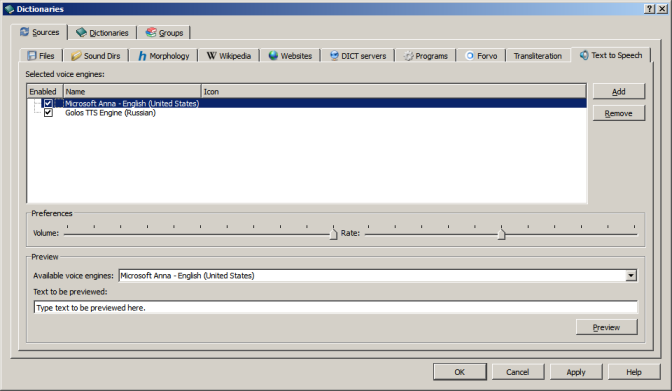 Dictionaries
Sources Dictionaries Groups
Files Sound Dirs Morphology Wikipedia Websites DICT servers Programs Forvo Transliteration Text to Speech
Selected voice engines:
Enabled Name Icon
Microsoft Anna - English (United States)
Golos TTS Engine (Russian)
Add
Remove
Preferences
Volume: Rate:
Preview
Available voice engines: Microsoft Anna - English (United States)
Text to be previewed:
Type text to be previewed here.
Preview
OK Cancel Apply Help